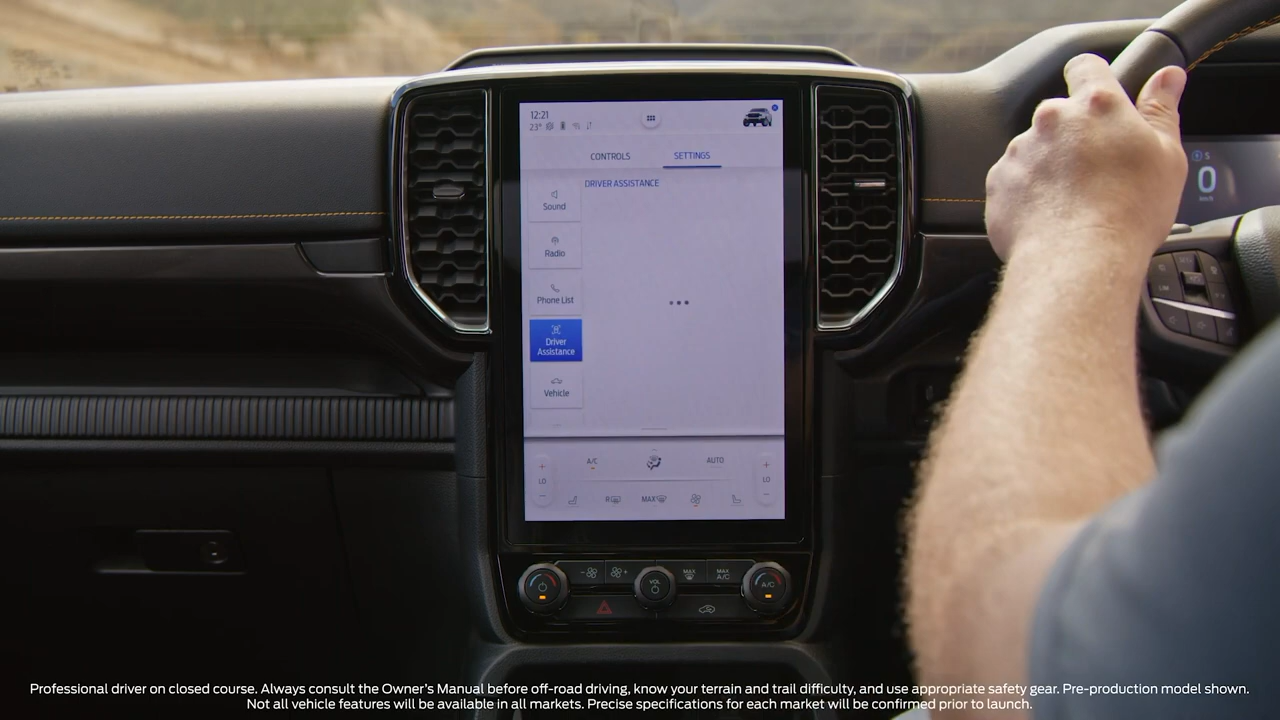 12:21
23°
CONTROLS
SETTINGS
DRIVER ASSISTANCE
Sound
Radio
Phone List
Driver
Assistance
Vehicle
A/C
AUTO
LO
LO
R
MAX
S
0
km/h
LIM
VOL
MAX
MAX
A/C
A/C
Professional driver on closed course. Always consult the Owner's Manual before off-road driving, know your terrain and trail difficulty, and use appropriate safety gear. Pre-production model shown.
Not all vehicle features will be available in all markets. Precise specifications for each market will be confirmed prior to launch.